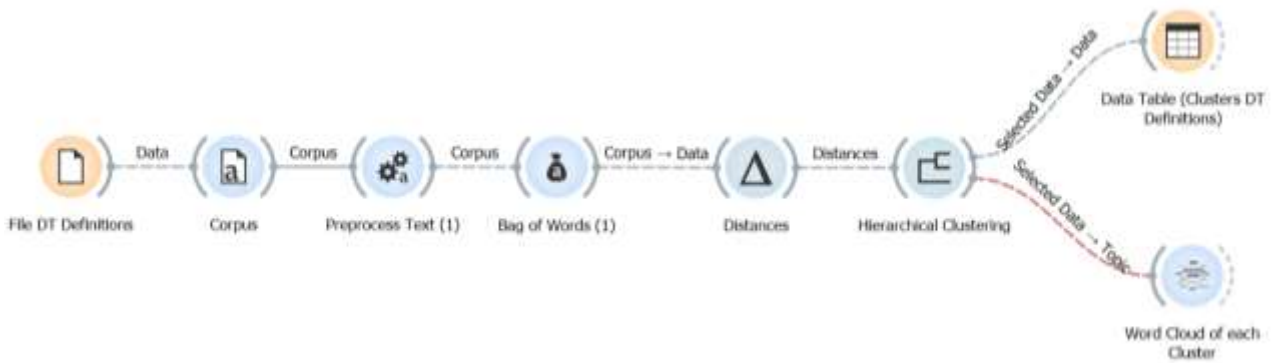 Selected Data → Data
Data Table (Clusters DT
Definitions)
Data
Corpus
Corpus
Corpus → Data
Distances
File DT Definitions
Corpus
Preprocess Text (1)
Bag of Words (1)
Distances
Hierarchical Clustering
Selected Data → Topic
Word Cloud of each
Cluster